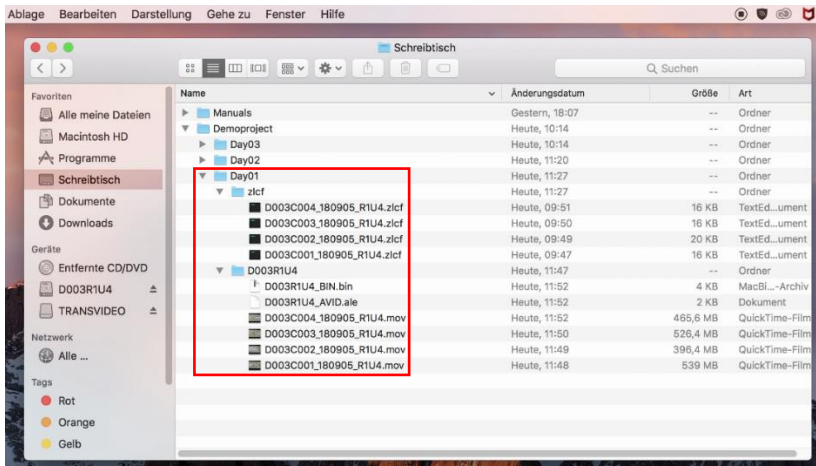 Ablage Bearbeiten Darstellung Gehe zu Fenster Hilfe
Schreibtisch
Suchen
Favoriten
Alle meine Dateien
Macintosh HD
Programme
Schreibtisch
Dokumente
Downloads
Geräte
Entfernte CD/DVD
D003R1U4
TRANSVIDEO
Netzwerk
Alle ...
Tags
Rot
Orange
Gelb
Name Änderungsdatum Größe Art
Manuals Gestern, 18:07 -- Ordner
Demoproject Heute, 10:14 -- Ordner
Day03 Heute, 10:14 -- Ordner
Day02 Heute, 11:20 -- Ordner
Day01 Heute, 11:27 -- Ordner
zlcf Heute, 11:27 -- Ordner
D003C004_180905_R1U4.zlcf Heute, 09:51 16 KB TextEd...ument
D003C003_180905_R1U4.zlcf Heute, 09:50 16 KB TextEd...ument
D003C002_180905_R1U4.zlcf Heute, 09:49 20 KB TextEd...ument
D003C001_180905_R1U4.zlcf Heute, 09:47 16 KB TextEd...ument
D003R1U4 Heute, 11:47 -- Ordner
D003R1U4_BIN.bin Heute, 11:52 4 KB MacBi...-Archiv
D003R1U4_AVID.ale Heute, 11:52 2 KB Dokument
D003C004_180905_R1U4.mov Heute, 11:52 465,6 MB QuickTime-Film
D003C003_180905_R1U4.mov Heute, 11:50 526,4 MB QuickTime-Film
D003C002_180905_R1U4.mov Heute, 11:49 396,4 MB QuickTime-Film
D003C001_180905_R1U4.mov Heute, 11:48 539 MB QuickTime-Film